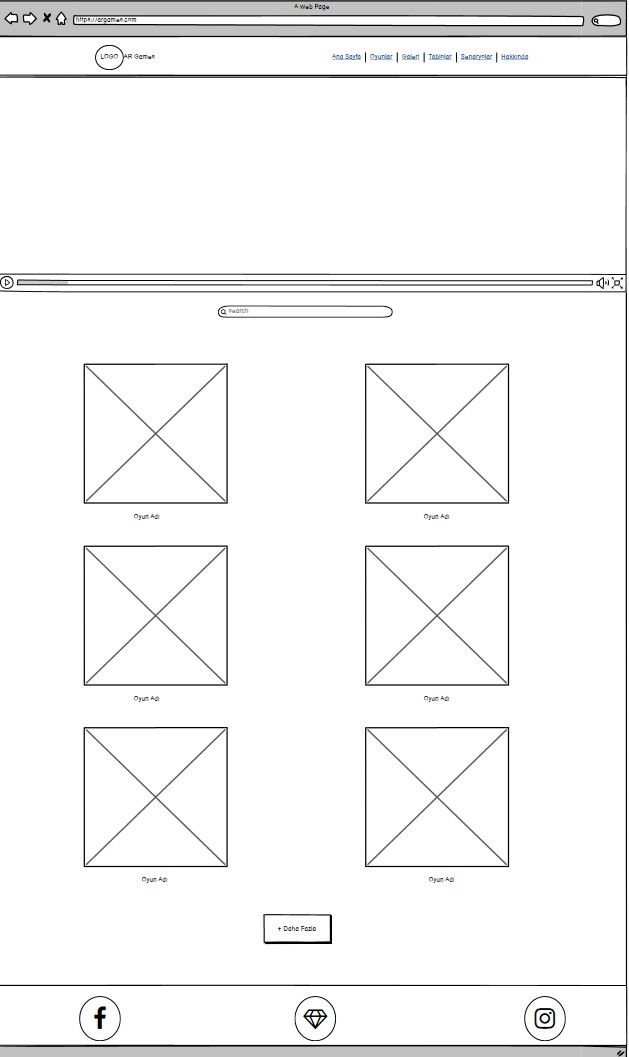 A Web Page
https://argames.com
LOGO AR Games
Ana Sayfa | Oyunlar | Galeri | Tablolar | Senaryolar | Hakkında
search
Oyun Adı Oyun Adı
Oyun Adı Oyun Adı
Oyun Adı Oyun Adı
+ Daha Fazla